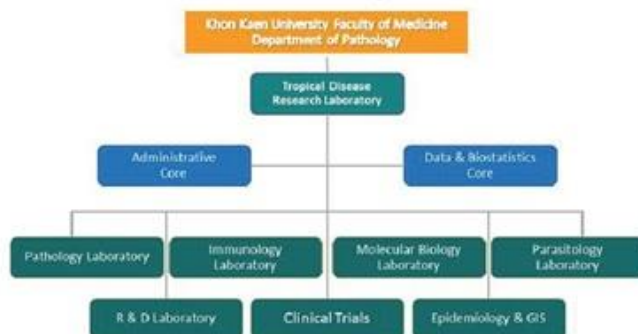 Khon Kaen University Faculty of Medicine
Department of Pathology
Tropical Disease
Research Laboratory
Administrative
Core
Data & Biostatistics
Core
Pathology Laboratory
Immunology
Laboratory
Molecular Biology
Laboratory
Parasitology
Laboratory
R & D Laboratory
Clinical Trials
Epidemiology & GIS